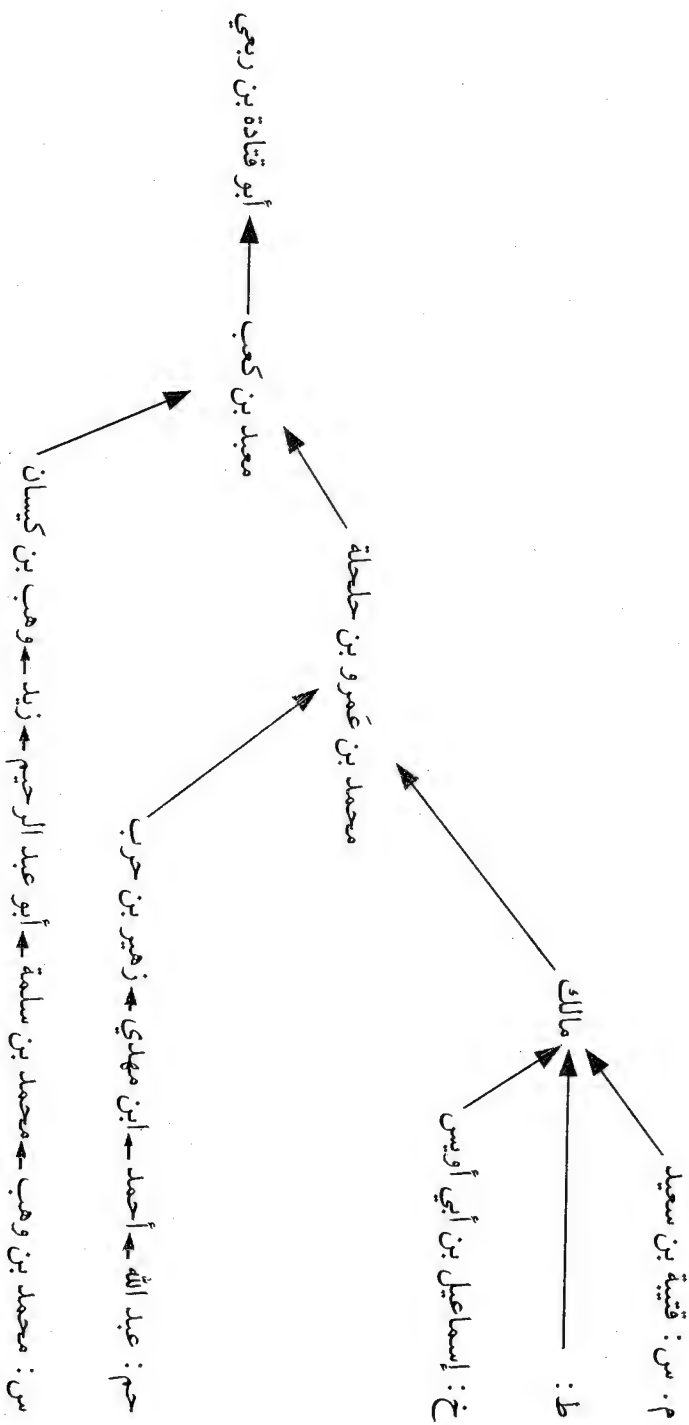 أبو قتادة بن ربعي
معبد بن كعب
محمد بن عَمرو بن حلحلة
مالك
م. س: قتيبة بن سعيد
ط:
خ: إسماعيل بن أبي أويس
حم: عبد الله ← أحمد ← ابن مهدي ← زهير بن حرب
س: محمد بن وهب ← محمد بن سلمة ← أبو عبد الرحيم ← زيد ← وهب بن كيسان